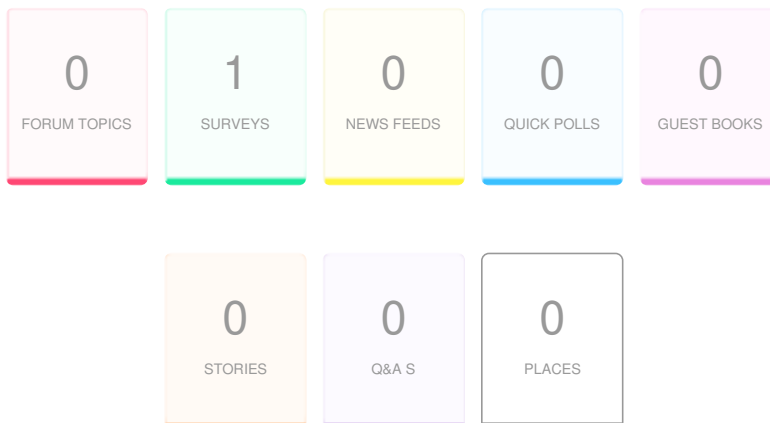 0 1 0 0 0
FORUM TOPICS SURVEYS NEWS FEEDS QUICK POLLS GUEST BOOKS
0 0 0
STORIES Q&A S PLACES